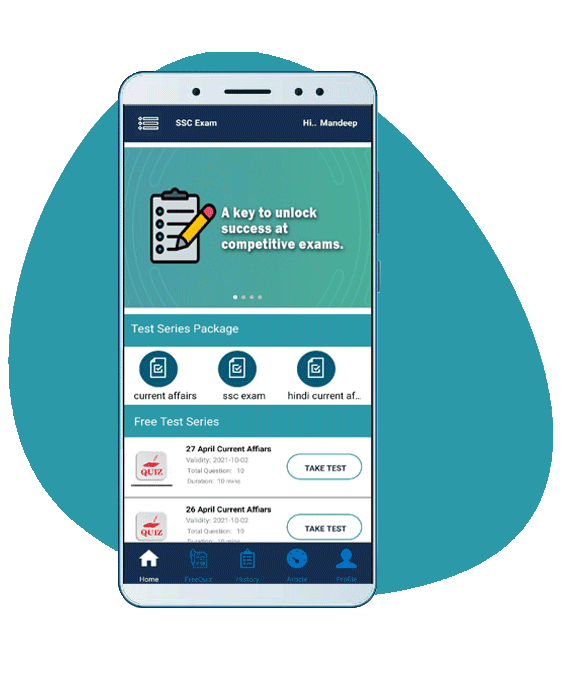 SSC Exam
Hi.. Mandeep
A key to unlock
success at
competitive exams.
Test Series Package
current affairs
ssc exam
hindi current af...
Free Test Series
27 April Current Affiars
Validity: 2021-10-02
Total Question: 10
Duration: 10 mins
QUIZ
TAKE TEST
26 April Current Affiars
Validity: 2021-10-02
Total Question: 10
Duration: 10 mins
QUIZ
TAKE TEST
Home
FreeQuiz
History
Article
Profile